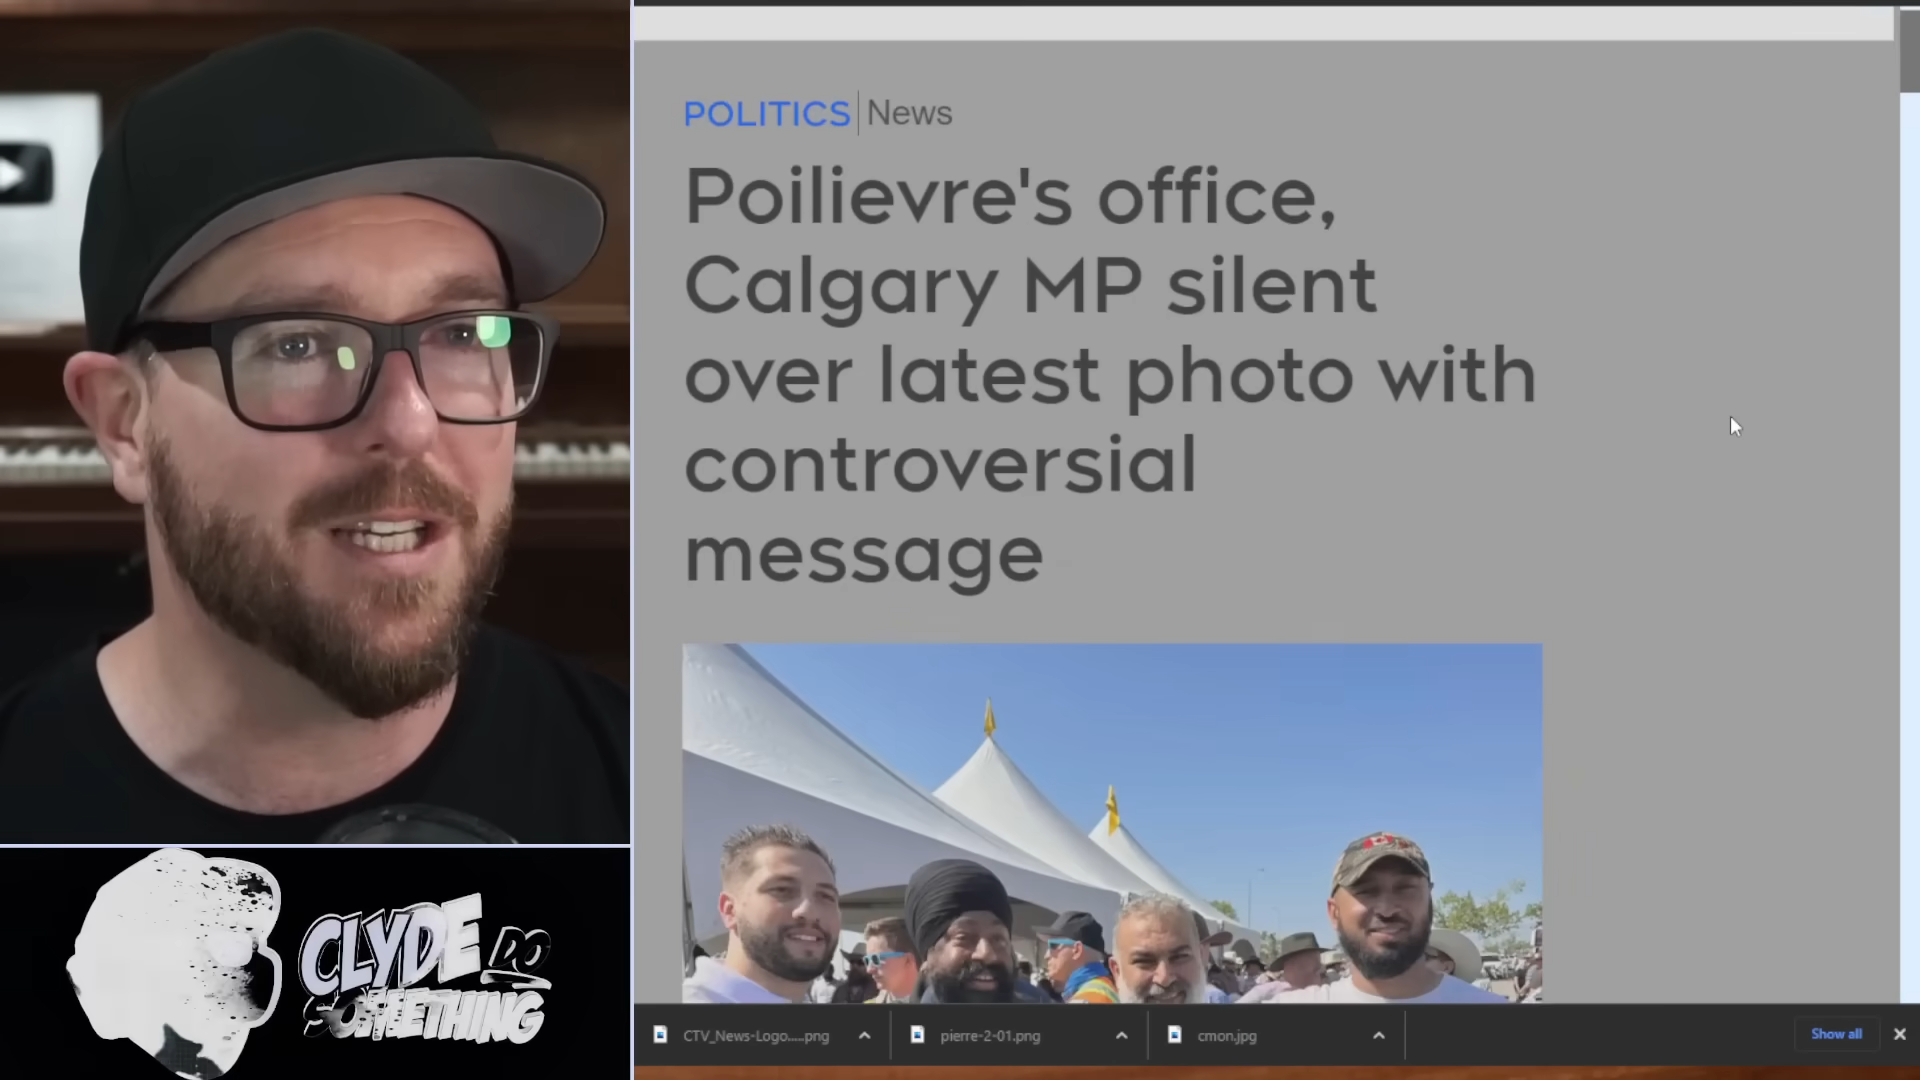 POLITICS | News
Poilievre's office,
Calgary MP silent
over latest photo with
controversial
message
CLYDE DO
SOMETHING
CTV_News-Logo.....png
pierre-2-01.png
cmon.jpg
Show all